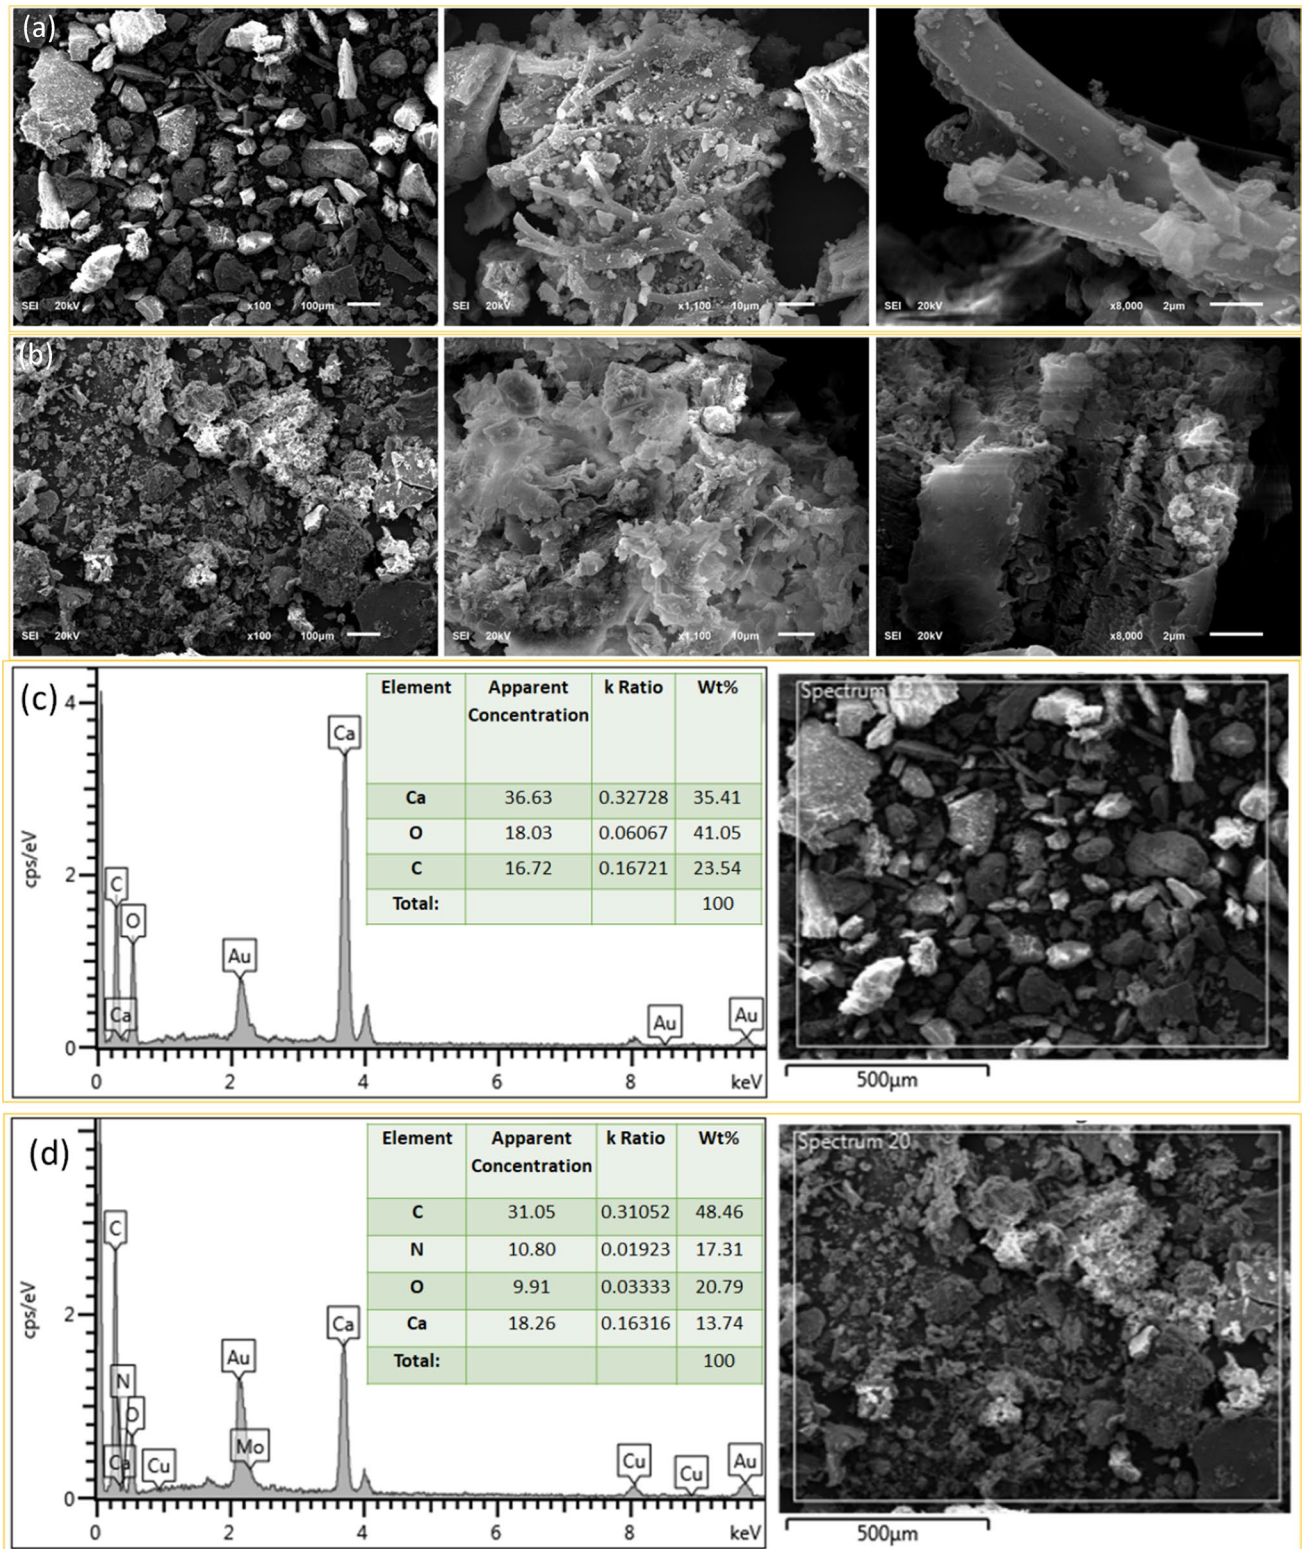 (a)
SEI 20kV x100 100µm
SEI 20kV x1,100 10µm
SEI 20kV x8,000 2µm
(b)
SEI 20kV x100 100µm
SEI 20kV x1,100 10µm
SEI 20kV x8,000 2µm
(c)
cps/eV
4
2
0
C
O
Ca
Au
Ca
Au
Au
0 2 4 6 8 keV
Element Apparent Concentration k Ratio Wt%
Ca 36.63 0.32728 35.41
O 18.03 0.06067 41.05
C 16.72 0.16721 23.54
Total: 100
Spectrum 13
500µm
(d)
cps/eV
2
0
C
N
O
Ca
Cu
Au
Mo
Ca
Cu
Cu
Au
0 2 4 6 8 keV
Element Apparent Concentration k Ratio Wt%
C 31.05 0.31052 48.46
N 10.80 0.01923 17.31
O 9.91 0.03333 20.79
Ca 18.26 0.16316 13.74
Total: 100
Spectrum 20
500µm